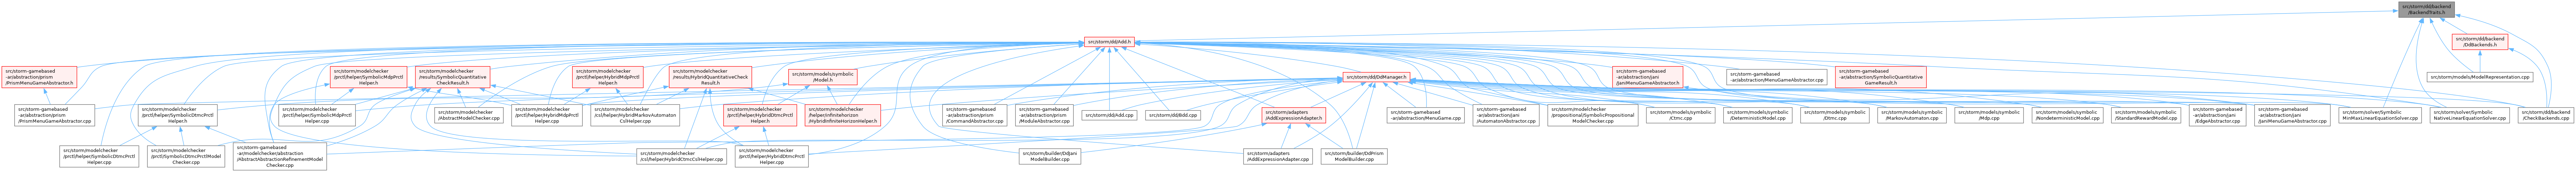 src/storm/dd/backend
/BackendTraits.h
src/storm/dd/Add.h
src/storm/dd/backend
/DdBackends.h
src/storm-gamebased
-ar/abstraction/prism
/PrismMenuGameAbstractor.h
src/storm/modelchecker
/prctl/helper/SymbolicMdpPrctl
Helper.h
src/storm/modelchecker
/results/SymbolicQuantitative
CheckResult.h
src/storm/modelchecker
/prctl/helper/HybridMdpPrctl
Helper.h
src/storm/modelchecker
/results/HybridQuantitativeCheck
Result.h
src/storm/models/symbolic
/Model.h
src/storm/dd/DdManager.h
src/storm-gamebased
-ar/abstraction/jani
/JaniMenuGameAbstractor.h
src/storm-gamebased
-ar/abstraction/MenuGameAbstractor.cpp
src/storm-gamebased
-ar/abstraction/SymbolicQuantitative
GameResult.h
src/storm/models/ModelRepresentation.cpp
src/storm-gamebased
-ar/abstraction/prism
/PrismMenuGameAbstractor.cpp
src/storm/modelchecker
/prctl/helper/SymbolicDtmcPrctl
Helper.h
src/storm/modelchecker
/prctl/helper/SymbolicMdpPrctl
Helper.cpp
src/storm/modelchecker
/AbstractModelChecker.cpp
src/storm/modelchecker
/prctl/helper/HybridMdpPrctl
Helper.cpp
src/storm/modelchecker
/csl/helper/HybridMarkovAutomaton
CslHelper.cpp
src/storm/modelchecker
/prctl/helper/HybridDtmcPrctl
Helper.h
src/storm/modelchecker
/helper/infinitehorizon
/HybridInfiniteHorizonHelper.h
src/storm-gamebased
-ar/abstraction/prism
/CommandAbstractor.cpp
src/storm-gamebased
-ar/abstraction/prism
/ModuleAbstractor.cpp
src/storm/dd/Add.cpp
src/storm/dd/Bdd.cpp
src/storm/adapters
/AddExpressionAdapter.h
src/storm-gamebased
-ar/abstraction/MenuGame.cpp
src/storm-gamebased
-ar/abstraction/jani
/AutomatonAbstractor.cpp
src/storm/modelchecker
/propositional/SymbolicPropositional
ModelChecker.cpp
src/storm/models/symbolic
/Ctmc.cpp
src/storm/models/symbolic
/DeterministicModel.cpp
src/storm/models/symbolic
/Dtmc.cpp
src/storm/models/symbolic
/MarkovAutomaton.cpp
src/storm/models/symbolic
/Mdp.cpp
src/storm/models/symbolic
/NondeterministicModel.cpp
src/storm/models/symbolic
/StandardRewardModel.cpp
src/storm-gamebased
-ar/abstraction/jani
/EdgeAbstractor.cpp
src/storm-gamebased
-ar/abstraction/jani
/JaniMenuGameAbstractor.cpp
src/storm/solver/Symbolic
MinMaxLinearEquationSolver.cpp
src/storm/solver/Symbolic
NativeLinearEquationSolver.cpp
src/storm/dd/backend
/CheckBackends.cpp
src/storm/modelchecker
/prctl/helper/SymbolicDtmcPrctl
Helper.cpp
src/storm/modelchecker
/prctl/SymbolicDtmcPrctlModel
Checker.cpp
src/storm-gamebased
-ar/modelchecker/abstraction
/AbstractAbstractionRefinementModel
Checker.cpp
src/storm/modelchecker
/csl/helper/HybridCtmcCslHelper.cpp
src/storm/modelchecker
/prctl/helper/HybridDtmcPrctl
Helper.cpp
src/storm/builder/DdJani
ModelBuilder.cpp
src/storm/adapters
/AddExpressionAdapter.cpp
src/storm/builder/DdPrism
ModelBuilder.cpp